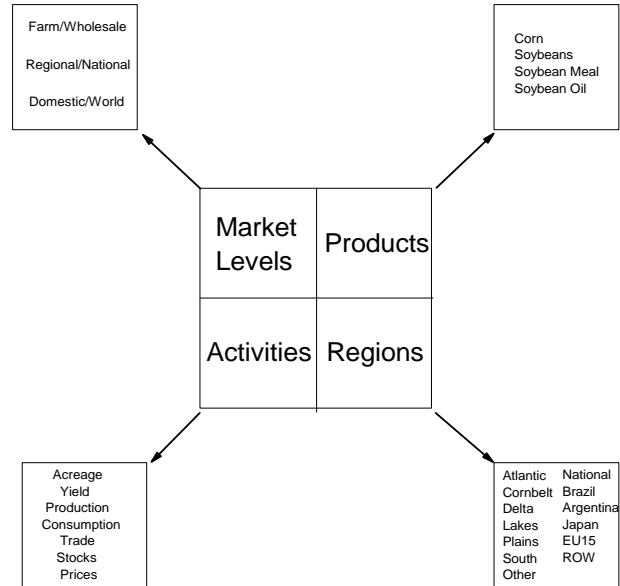 Farm/Wholesale
Regional/National
Domestic/World
Corn
Soybeans
Soybean Meal
Soybean Oil
Market
Levels
Products
Activities
Regions
Acreage
Yield
Production
Consumption
Trade
Stocks
Prices
Atlantic National
Cornbelt Brazil
Delta Argentina
Lakes Japan
Plains EU15
South ROW
Other